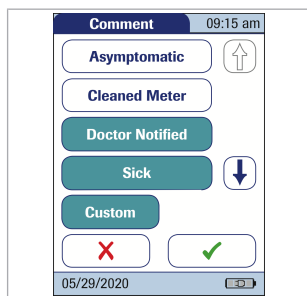 Comment 09:15 am
Asymptomatic
Cleaned Meter
Doctor Notified
Sick
Custom
05/29/2020